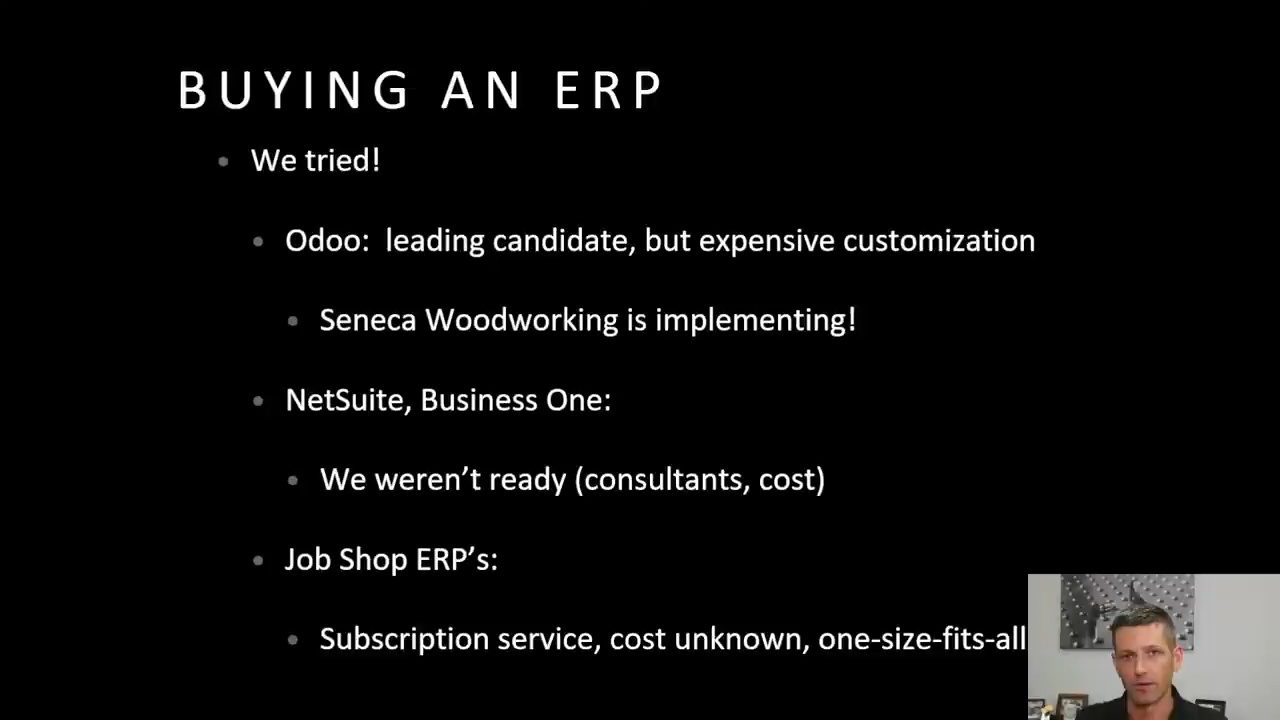 BUYING AN ERP
We tried!
Odoo:  leading candidate, but expensive customization
Seneca Woodworking is implementing!
NetSuite, Business One:
We weren’t ready (consultants, cost)
Job Shop ERP’s:
Subscription service, cost unknown, one-size-fits-all